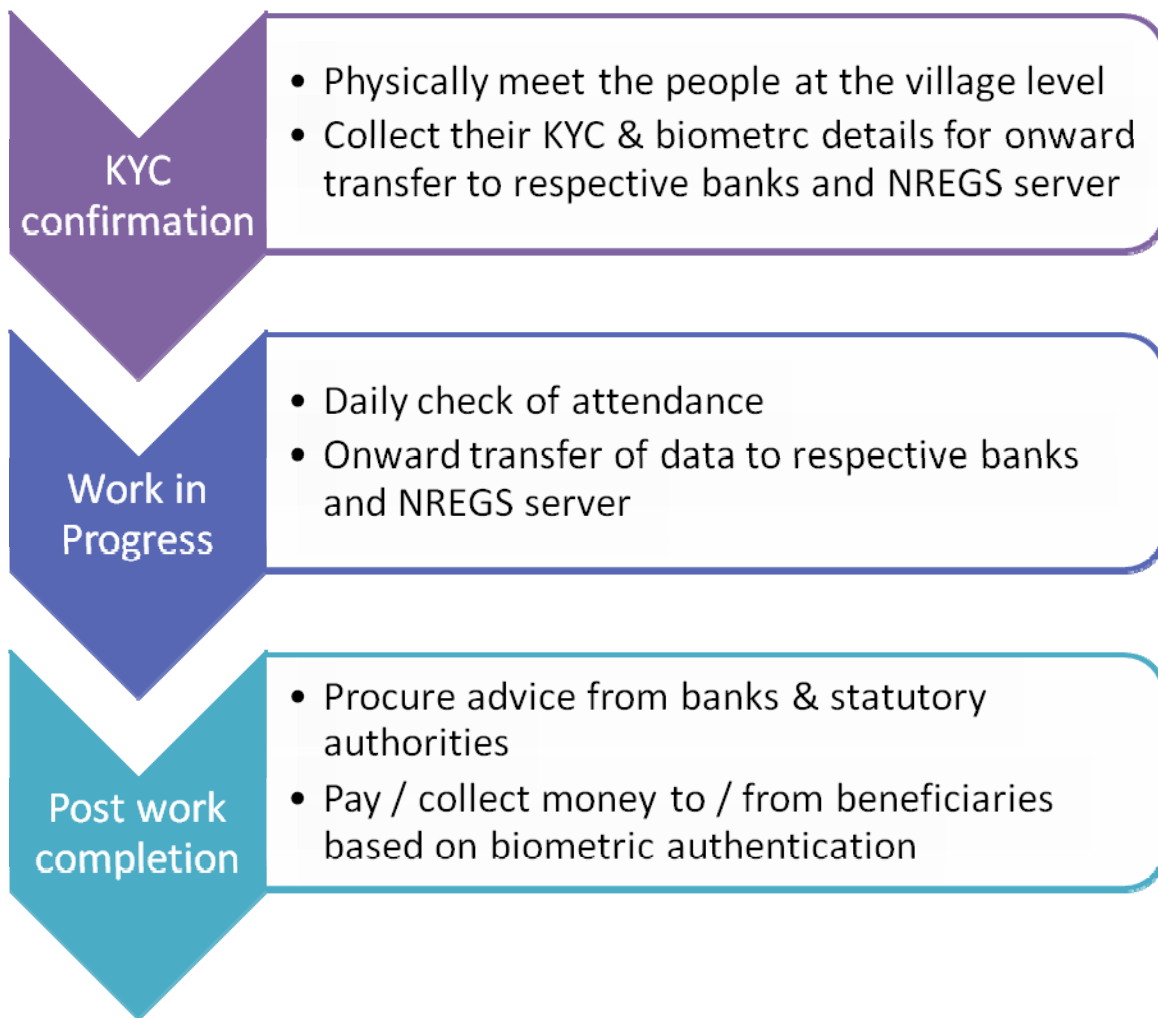 KYC
confirmation
• Physically meet the people at the village level
• Collect their KYC & biometrc details for onward
transfer to respective banks and NREGS server
Work in
Progress
• Daily check of attendance
• Onward transfer of data to respective banks
and NREGS server
Post work
completion
• Procure advice from banks & statutory
authorities
• Pay / collect money to / from beneficiaries
based on biometric authentication